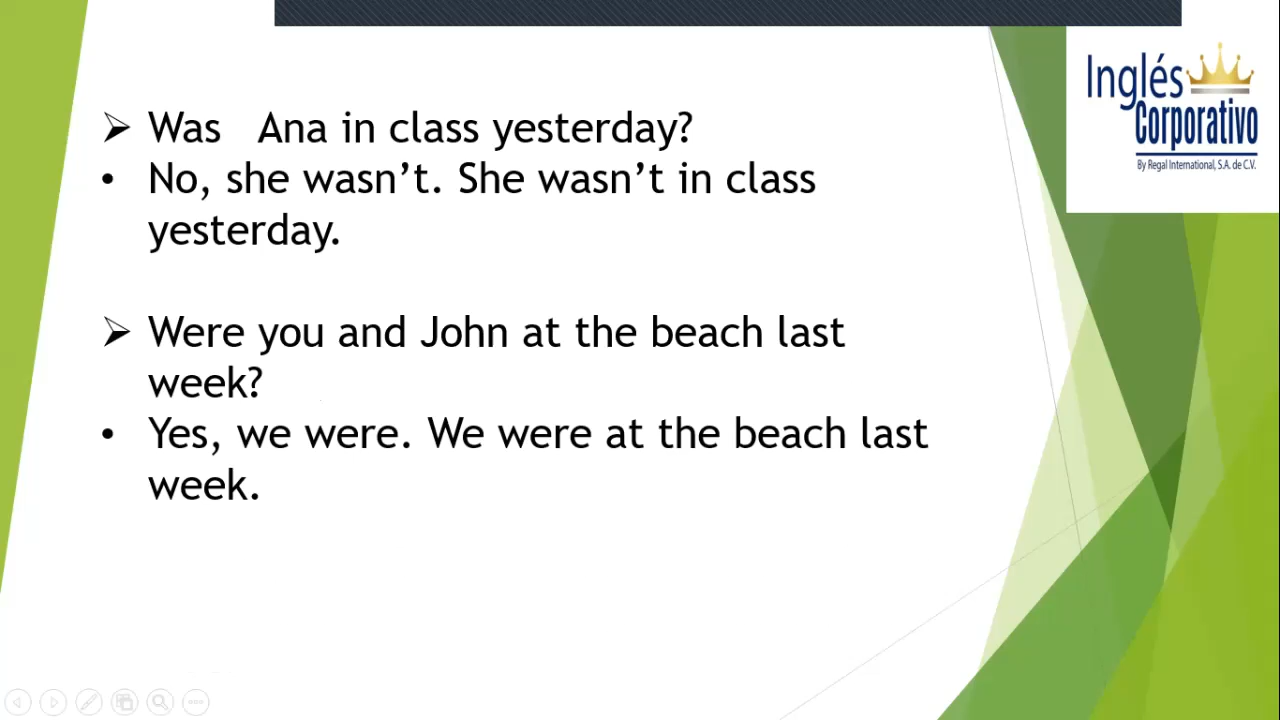 ➢ Was Ana in class yesterday?
• No, she wasn’t. She wasn’t in class
yesterday.
➢ Were you and John at the beach last
week?
• Yes, we were. We were at the beach last
week.
Inglés
Corporativo
By Regal International, S.A. de C.V.